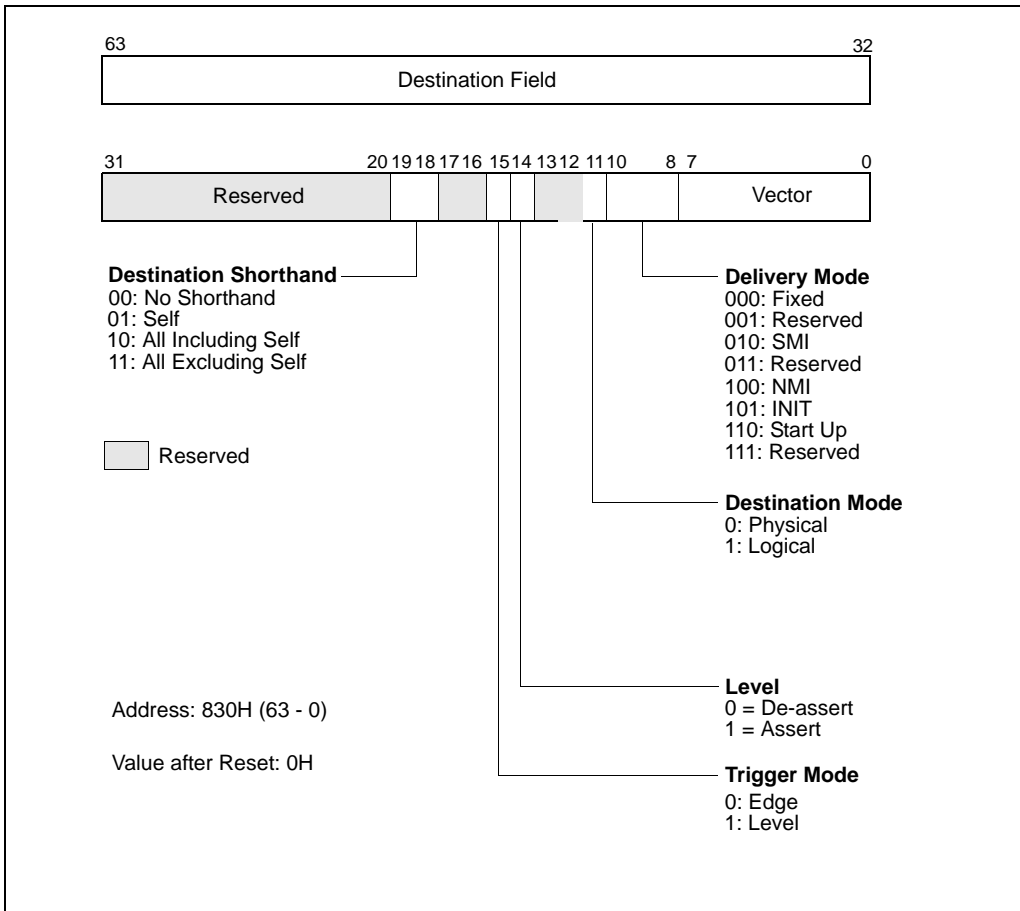 63 32
Destination Field
31 20 19 18 17 16 15 14 13 12 11 10 8 7 0
Reserved Vector
Destination Shorthand
00: No Shorthand
01: Self
10: All Including Self
11: All Excluding Self
Reserved
Delivery Mode
000: Fixed
001: Reserved
010: SMI
011: Reserved
100: NMI
101: INIT
110: Start Up
111: Reserved
Destination Mode
0: Physical
1: Logical
Level
0 = De-assert
1 = Assert
Address: 830H (63 - 0)
Value after Reset: 0H
Trigger Mode
0: Edge
1: Level